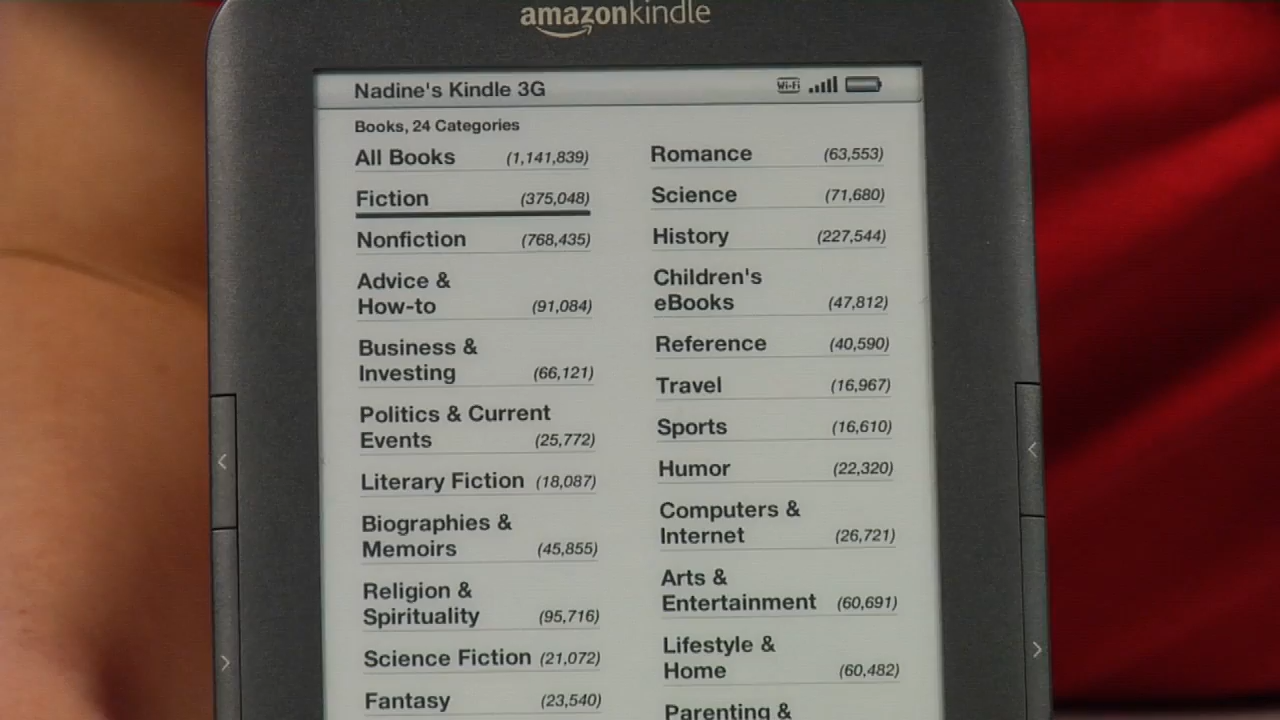 amazonkindle
Nadine's Kindle 3G
Wi-Fi
Books, 24 Categories
All Books (1,141,839)
Fiction (375,048)
Nonfiction (768,435)
Advice &
How-to (91,084)
Business &
Investing (66,121)
Politics & Current
Events (25,772)
Literary Fiction (18,087)
Biographies &
Memoirs (45,855)
Religion &
Spirituality (95,716)
Science Fiction (21,072)
Fantasy (23,540)
Romance (63,553)
Science (71,680)
History (227,544)
Children's
eBooks (47,812)
Reference (40,590)
Travel (16,967)
Sports (16,610)
Humor (22,320)
Computers &
Internet (26,721)
Arts &
Entertainment (60,691)
Lifestyle &
Home (60,482)
Parenting &